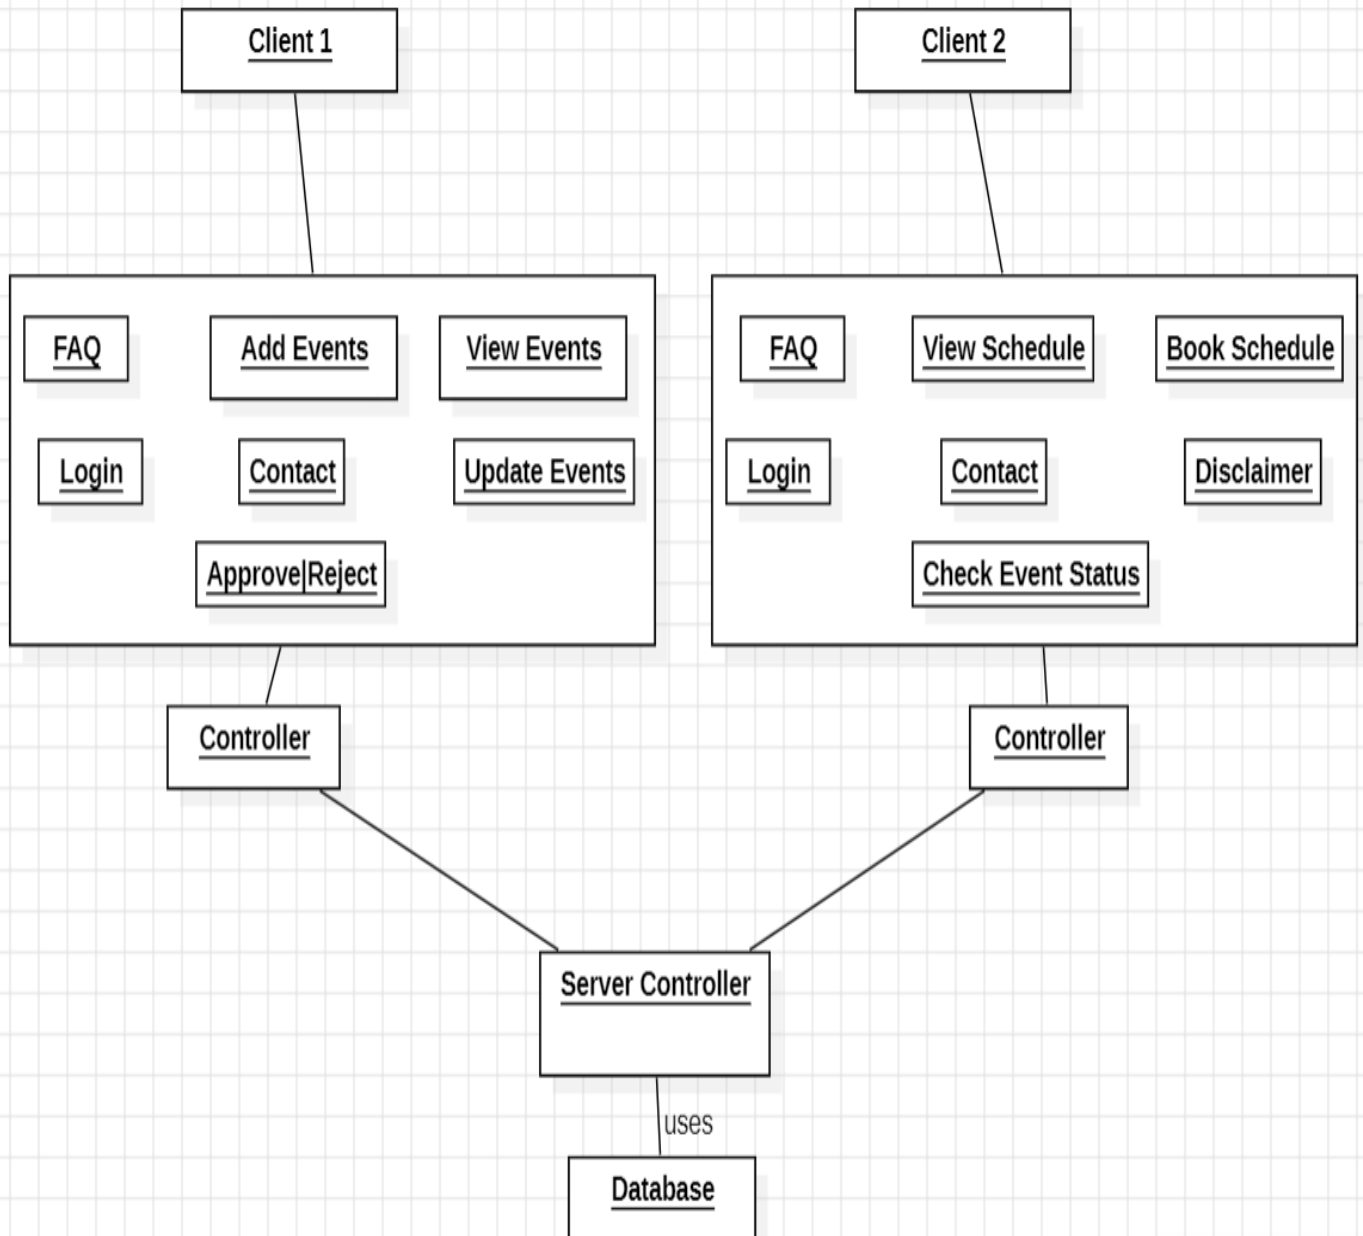 Client 1
Client 2
FAQ
Add Events
View Events
Login
Contact
Update Events
Approve|Reject
FAQ
View Schedule
Book Schedule
Login
Contact
Disclaimer
Check Event Status
Controller
Controller
Server Controller
uses
Database